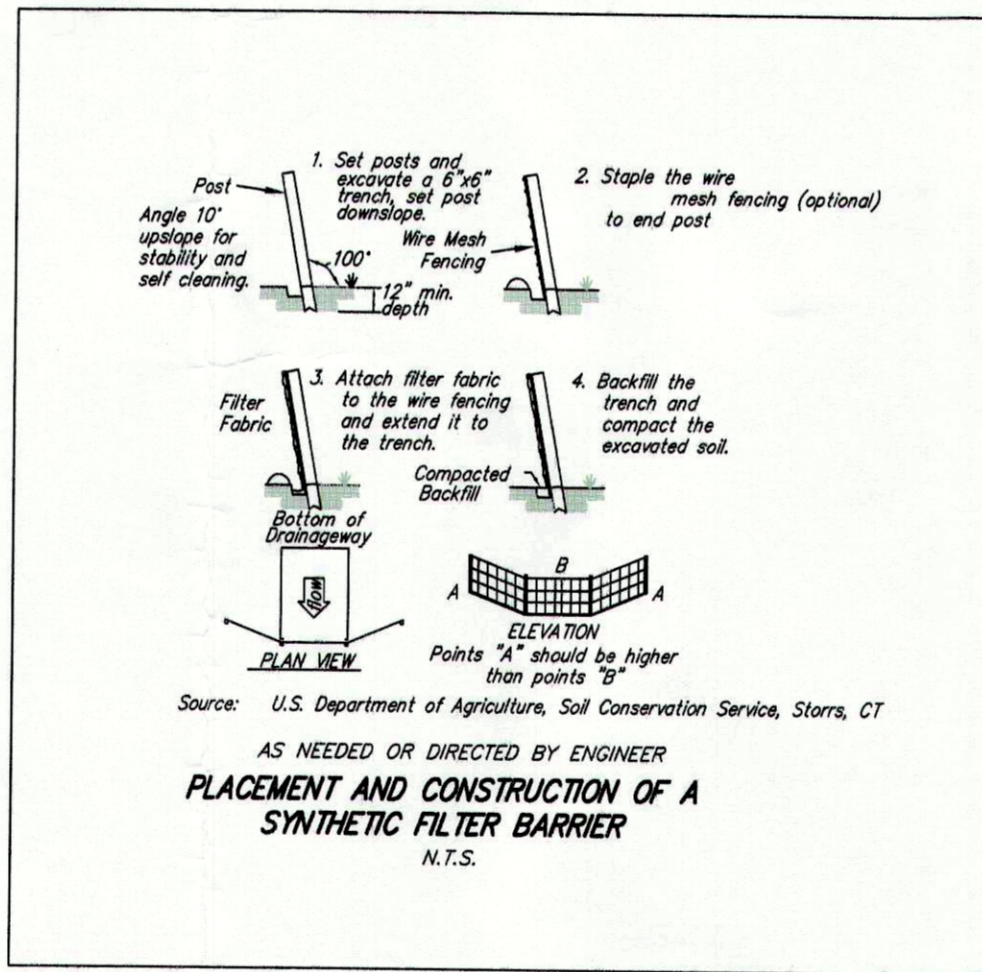 1. Set posts and
excavate a 6"x6"
trench, set post
downslope.
Post
Angle 10°
upslope for
stability and
self cleaning.
100°
12" min.
depth
2. Staple the wire
mesh fencing (optional)
to end post
Wire Mesh
Fencing
3. Attach filter fabric
to the wire fencing
and extend it to
the trench.
Filter
Fabric
4. Backfill the
trench and
compact the
excavated soil.
Compacted
Backfill
Bottom of
Drainageway
flow
PLAN VIEW
B
A
A
ELEVATION
Points "A" should be higher
than points "B"
Source: U.S. Department of Agriculture, Soil Conservation Service, Storrs, CT
AS NEEDED OR DIRECTED BY ENGINEER
PLACEMENT AND CONSTRUCTION OF A
SYNTHETIC FILTER BARRIER
N.T.S.